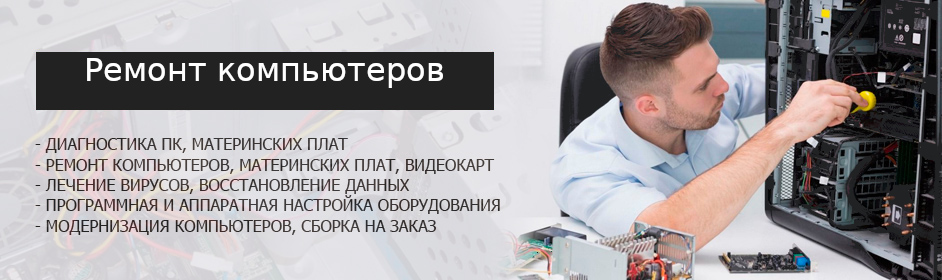 Ремонт компьютеров
- ДИАГНОСТИКА ПК, МАТЕРИНСКИХ ПЛАТ
- РЕМОНТ КОМПЬЮТЕРОВ, МАТЕРИНСКИХ ПЛАТ, ВИДЕОКАРТ
- ЛЕЧЕНИЕ ВИРУСОВ, ВОССТАНОВЛЕНИЕ ДАННЫХ
- ПРОГРАММНАЯ И АППАРАТНАЯ НАСТРОЙКА ОБОРУДОВАНИЯ
- МОДЕРНИЗАЦИЯ КОМПЬЮТЕРОВ, СБОРКА НА ЗАКАЗ